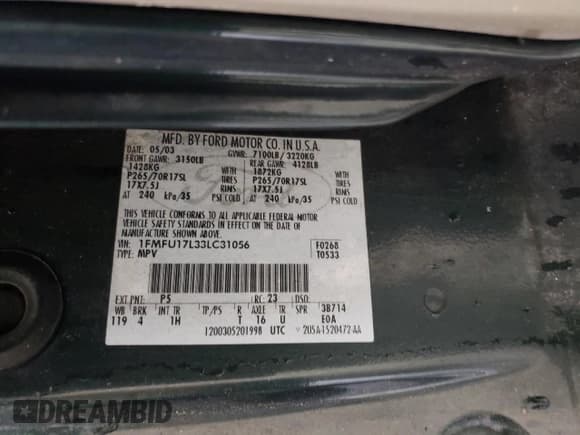 MFD. BY FORD MOTOR CO. IN U.S.A.
DATE: 05/03 GVWR: 7100LB/ 3220KG
FRONT GAWR: 3150LB REAR GAWR: 4128LB
1428KG WITH 1872KG WITH
P265/70R17SL TIRES P265/70R17SL TIRES
17X7.5J RIMS 17X7.5J RIMS
AT 240 kPa/35 PSI COLD AT 240 kPa/35 PSI COLD
THIS VEHICLE CONFORMS TO ALL APPLICABLE FEDERAL MOTOR
VEHICLE SAFETY STANDARDS IN EFFECT ON THE DATE OF
MANUFACTURE SHOWN ABOVE.
VIN: 1FMFU17L33LC31056 F0268
TYPE: MPV T0533
EXT PNT: P5 RC: 23 DSO:
WB BRK INT TR TP/PS R AXLE TR SPR 38714
119 4 1H T 16 U E0A
1200305201998 UTC 2U5A-1520472-AA
DREAMBID